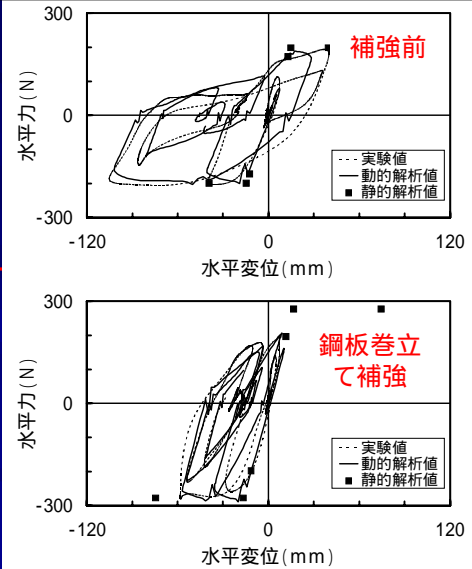 300
補強前
水平力(N)
0
実験値
動的解析値
静的解析値
-300
-120
0
120
水平変位(mm)
300
鋼板巻立
て補強
水平力(N)
0
実験値
動的解析値
静的解析値
-300
-120
0
120
水平変位(mm)